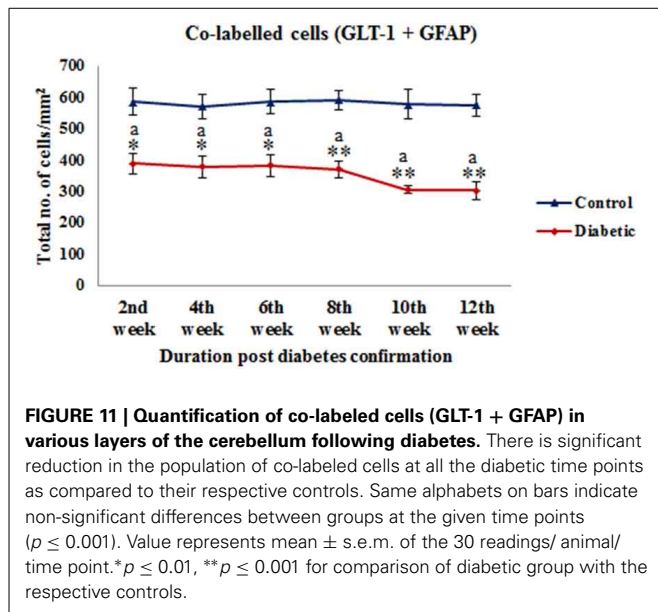 Co-labelled cells (GLT-1 + GFAP)
700
600
500
400
300
200
100
0
Total no. of cells/mm²
a a a a a a
* * * ** ** **
Control
Diabetic
2nd week
4th week
6th week
8th week
10th week
12th week
Duration post diabetes confirmation
FIGURE 11 | Quantification of co-labeled cells (GLT-1 + GFAP) in
various layers of the cerebellum following diabetes. There is significant
reduction in the population of co-labeled cells at all the diabetic time points
as compared to their respective controls. Same alphabets on bars indicate
non-significant differences between groups at the given time points
(p ≤ 0.001). Value represents mean ± s.e.m. of the 30 readings/ animal/
time point.*p ≤ 0.01, **p ≤ 0.001 for comparison of diabetic group with the
respective controls.